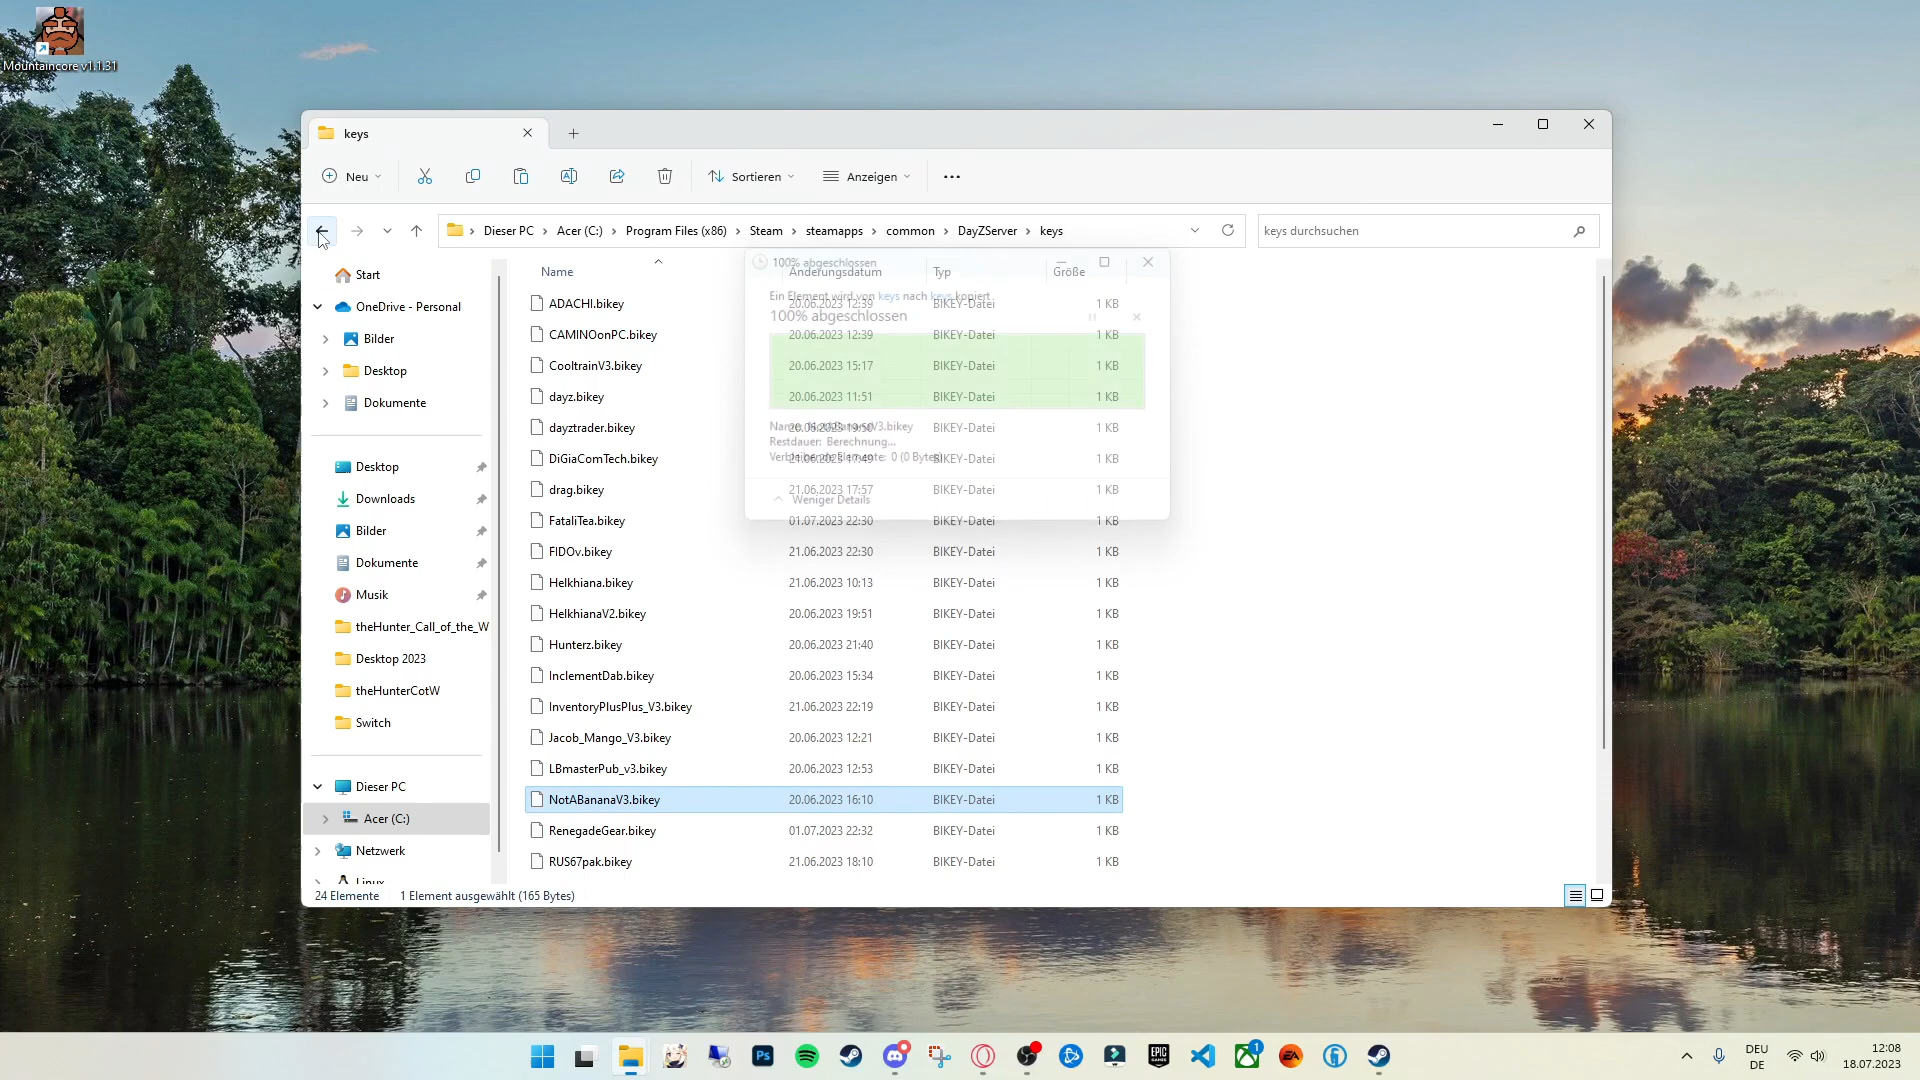 Mountaincore v1.1.31
keys
Neu
Sortieren
Anzeigen
Dieser PC
Acer (C:)
Program Files (x86)
Steam
steamapps
common
DayZServer
keys
keys durchsuchen
Start
OneDrive - Personal
Bilder
Desktop
Dokumente
Desktop
Downloads
Bilder
Dokumente
Musik
theHunter_Call_of_the_W
Desktop 2023
theHunterCotW
Switch
Dieser PC
Acer (C:)
Netzwerk
Linux
Name Änderungsdatum Typ Größe
ADACHI.bikey 20.06.2023 12:39 BIKEY-Datei 1 KB
CAMINOonPC.bikey 20.06.2023 12:39 BIKEY-Datei 1 KB
CooltrainV3.bikey 20.06.2023 15:17 BIKEY-Datei 1 KB
dayz.bikey 20.06.2023 11:51 BIKEY-Datei 1 KB
dayztrader.bikey 20.06.2023 19:50 BIKEY-Datei 1 KB
DiGiaComTech.bikey 21.06.2023 17:49 BIKEY-Datei 1 KB
drag.bikey 21.06.2023 17:57 BIKEY-Datei 1 KB
FataliTea.bikey 01.07.2023 22:30 BIKEY-Datei 1 KB
FIDOv.bikey 21.06.2023 22:30 BIKEY-Datei 1 KB
Helkhiana.bikey 21.06.2023 10:13 BIKEY-Datei 1 KB
HelkhianaV2.bikey 20.06.2023 19:51 BIKEY-Datei 1 KB
Hunterz.bikey 20.06.2023 21:40 BIKEY-Datei 1 KB
InclementDab.bikey 20.06.2023 15:34 BIKEY-Datei 1 KB
InventoryPlusPlus_V3.bikey 21.06.2023 22:19 BIKEY-Datei 1 KB
Jacob_Mango_V3.bikey 20.06.2023 12:21 BIKEY-Datei 1 KB
LBmasterPub_v3.bikey 20.06.2023 12:53 BIKEY-Datei 1 KB
NotABananaV3.bikey 20.06.2023 16:10 BIKEY-Datei 1 KB
RenegadeGear.bikey 01.07.2023 22:32 BIKEY-Datei 1 KB
RUS67pak.bikey 21.06.2023 18:10 BIKEY-Datei 1 KB
100% abgeschlossen
Ein Element wird von keys nach keys kopiert
100% abgeschlossen
Name: NotABananaV3.bikey
Restdauer: Berechnung...
Verbleibende Elemente: 0 (0 Bytes)
Weniger Details
24 Elemente 1 Element ausgewählt (165 Bytes)
Ps
EPIC
GAMES
1
EA
DEU
DE
12:08
18.07.2023